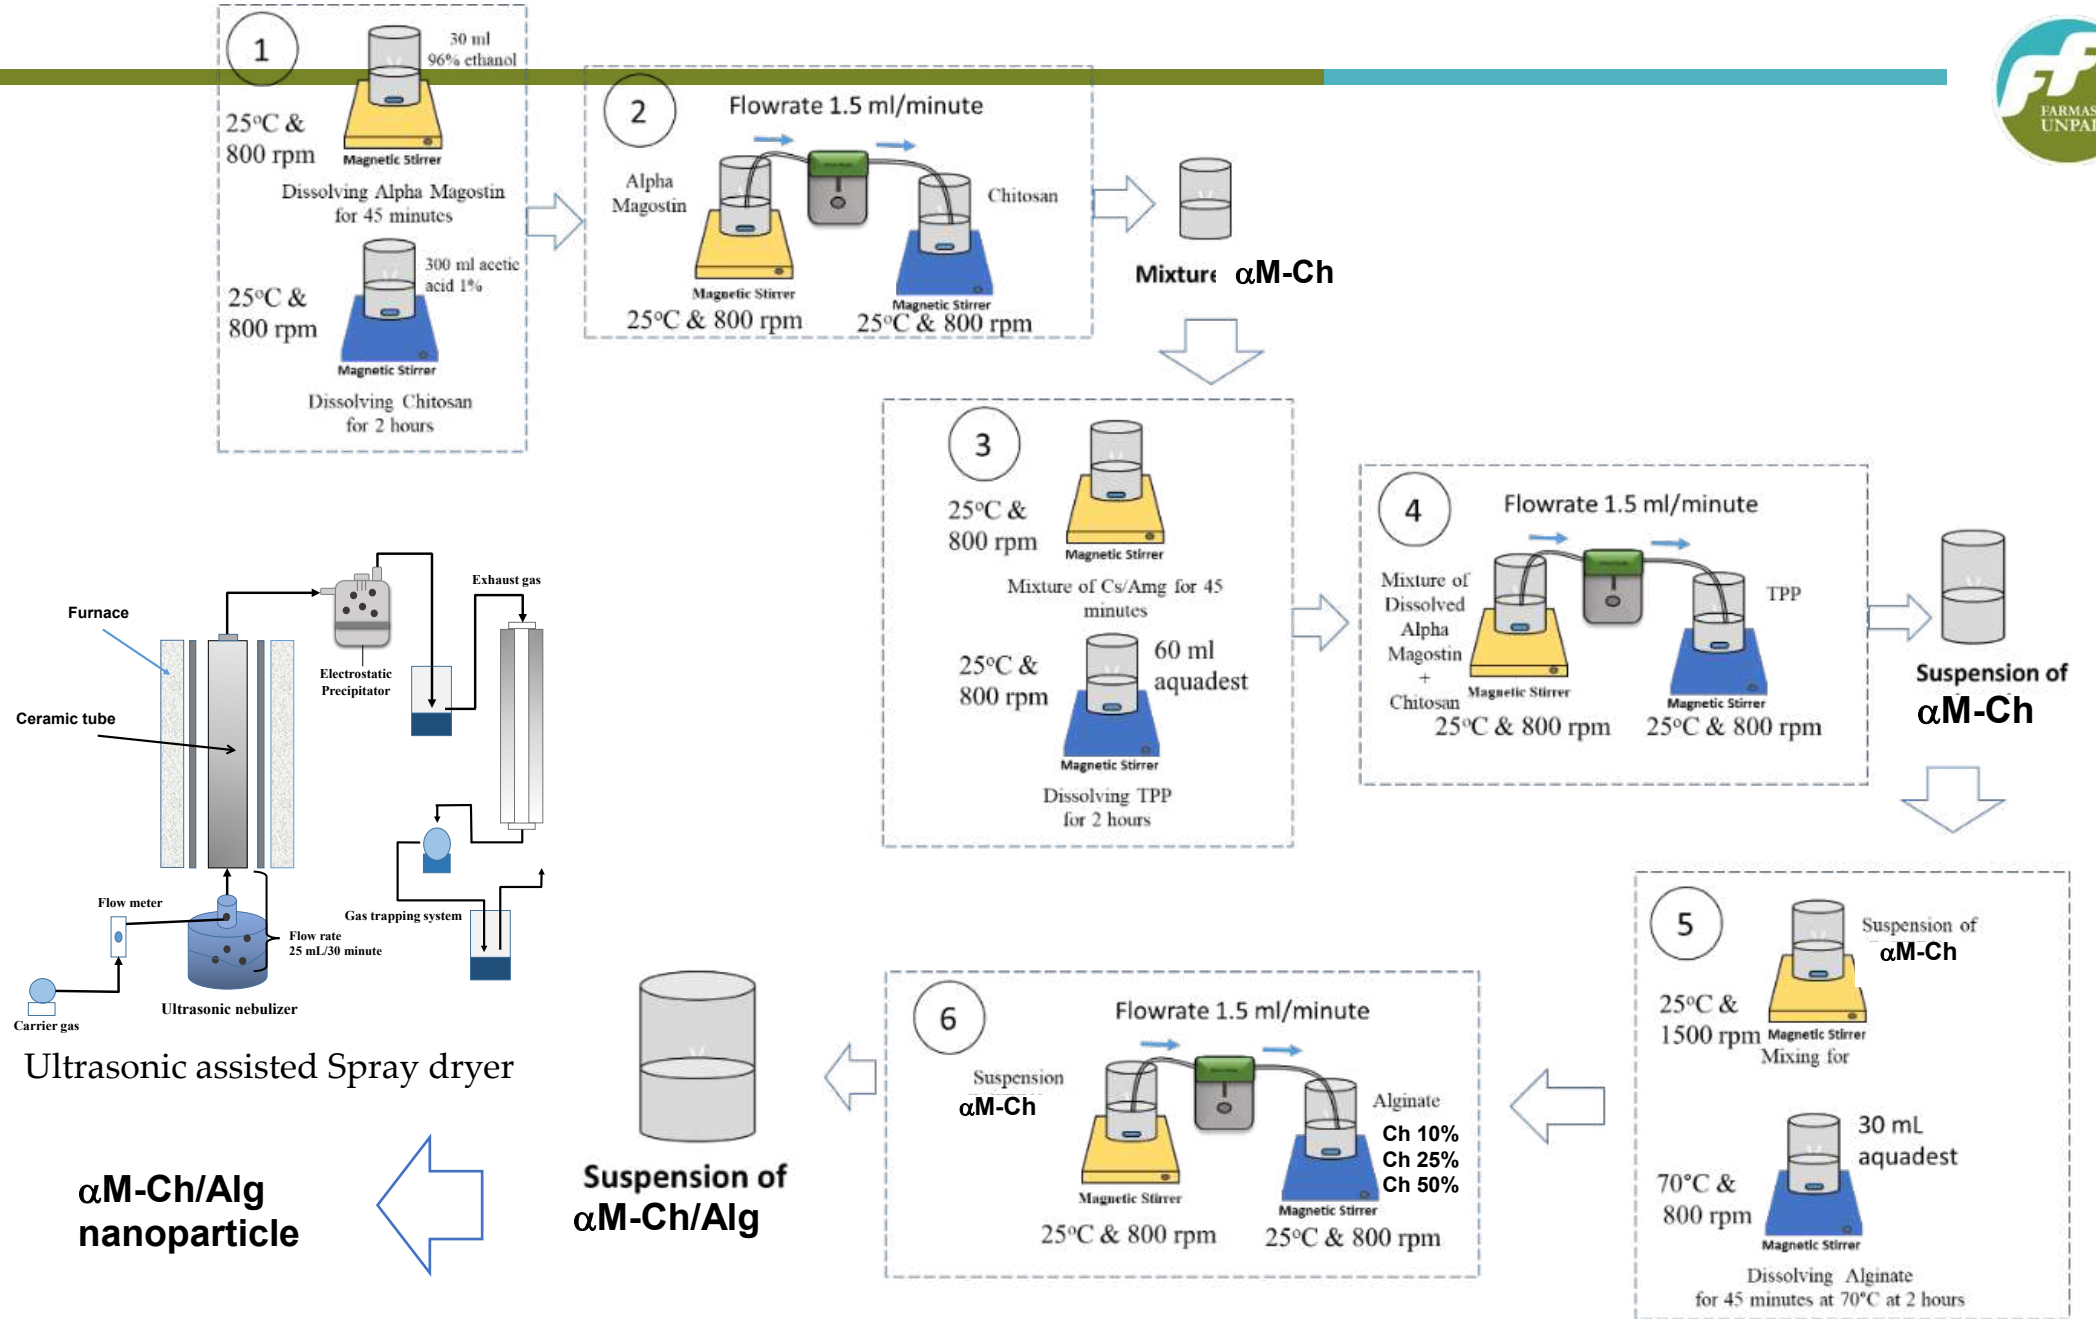 1
30 ml
96% ethanol
25°C &
800 rpm
Magnetic Stirrer
Dissolving Alpha Magostin
for 45 minutes
300 ml acetic
acid 1%
25°C &
800 rpm
Magnetic Stirrer
Dissolving Chitosan
for 2 hours
2
Flowrate 1.5 ml/minute
Alpha
Magostin
Chitosan
Magnetic Stirrer
25°C & 800 rpm
Magnetic Stirrer
25°C & 800 rpm
Mixture αM-Ch
FARMAS
UNPA
3
25°C &
800 rpm
Magnetic Stirrer
Mixture of Cs/Amg for 45
minutes
25°C &
800 rpm
60 ml
aquadest
Magnetic Stirrer
Dissolving TPP
for 2 hours
4
Flowrate 1.5 ml/minute
Mixture of
Dissolved
Alpha
Magostin
+
Chitosan
TPP
Magnetic Stirrer
25°C & 800 rpm
Magnetic Stirrer
25°C & 800 rpm
Suspension of
αM-Ch
5
Suspension of
αM-Ch
25°C &
1500 rpm
Magnetic Stirrer
Mixing for
30 mL
aquadest
70°C &
800 rpm
Magnetic Stirrer
Dissolving Alginate
for 45 minutes at 70°C at 2 hours
6
Flowrate 1.5 ml/minute
Suspension
αM-Ch
Alginate
Ch 10%
Ch 25%
Ch 50%
Magnetic Stirrer
25°C & 800 rpm
Magnetic Stirrer
25°C & 800 rpm
Suspension of
αM-Ch/Alg
Furnace
Ceramic tube
Electrostatic
Precipitator
Exhaust gas
Flow meter
Flow rate
25 mL/30 minute
Gas trapping system
Carrier gas
Ultrasonic nebulizer
Ultrasonic assisted Spray dryer
αM-Ch/Alg
nanoparticle